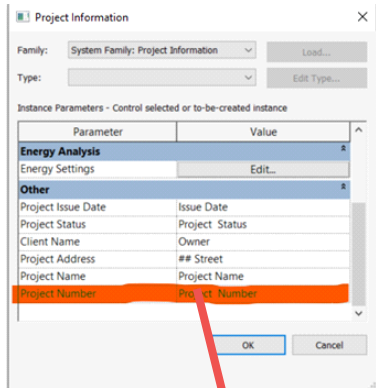 Project Information
Family: System Family: Project Information Load...
Type: Edit Type...
Instance Parameters - Control selected or to-be-created instance
Parameter Value
Energy Analysis
Energy Settings Edit...
Other
Project Issue Date Issue Date
Project Status Project Status
Client Name Owner
Project Address ## Street
Project Name Project Name
Project Number Project Number
OK Cancel